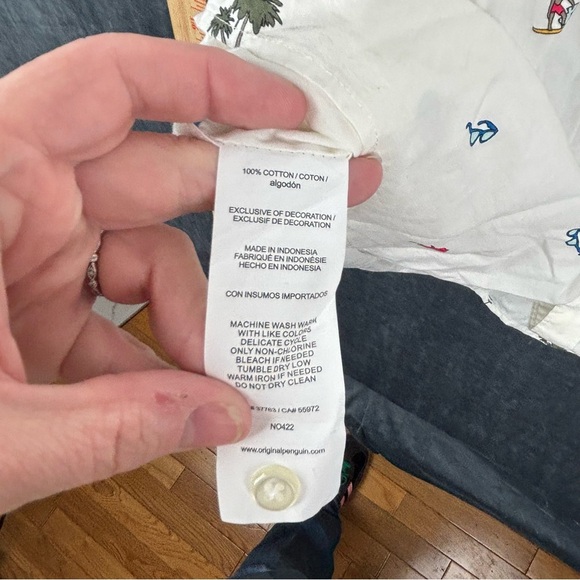 100% COTTON / COTON /
algodón
EXCLUSIVE OF DECORATION /
EXCLUSIF DE DECORATION
MADE IN INDONESIA
FABRIQUÉ EN INDONÉSIE
HECHO EN INDONESIA
CON INSUMOS IMPORTADOS
MACHINE WASH WARM
WITH LIKE COLORS
DELICATE CYCLE
ONLY NON-CHLORINE
BLEACH IF NEEDED
TUMBLE DRY LOW
WARM IRON IF NEEDED
DO NOT DRY CLEAN
37763 / CA# 55972
NO422
www.originalpenguin.com